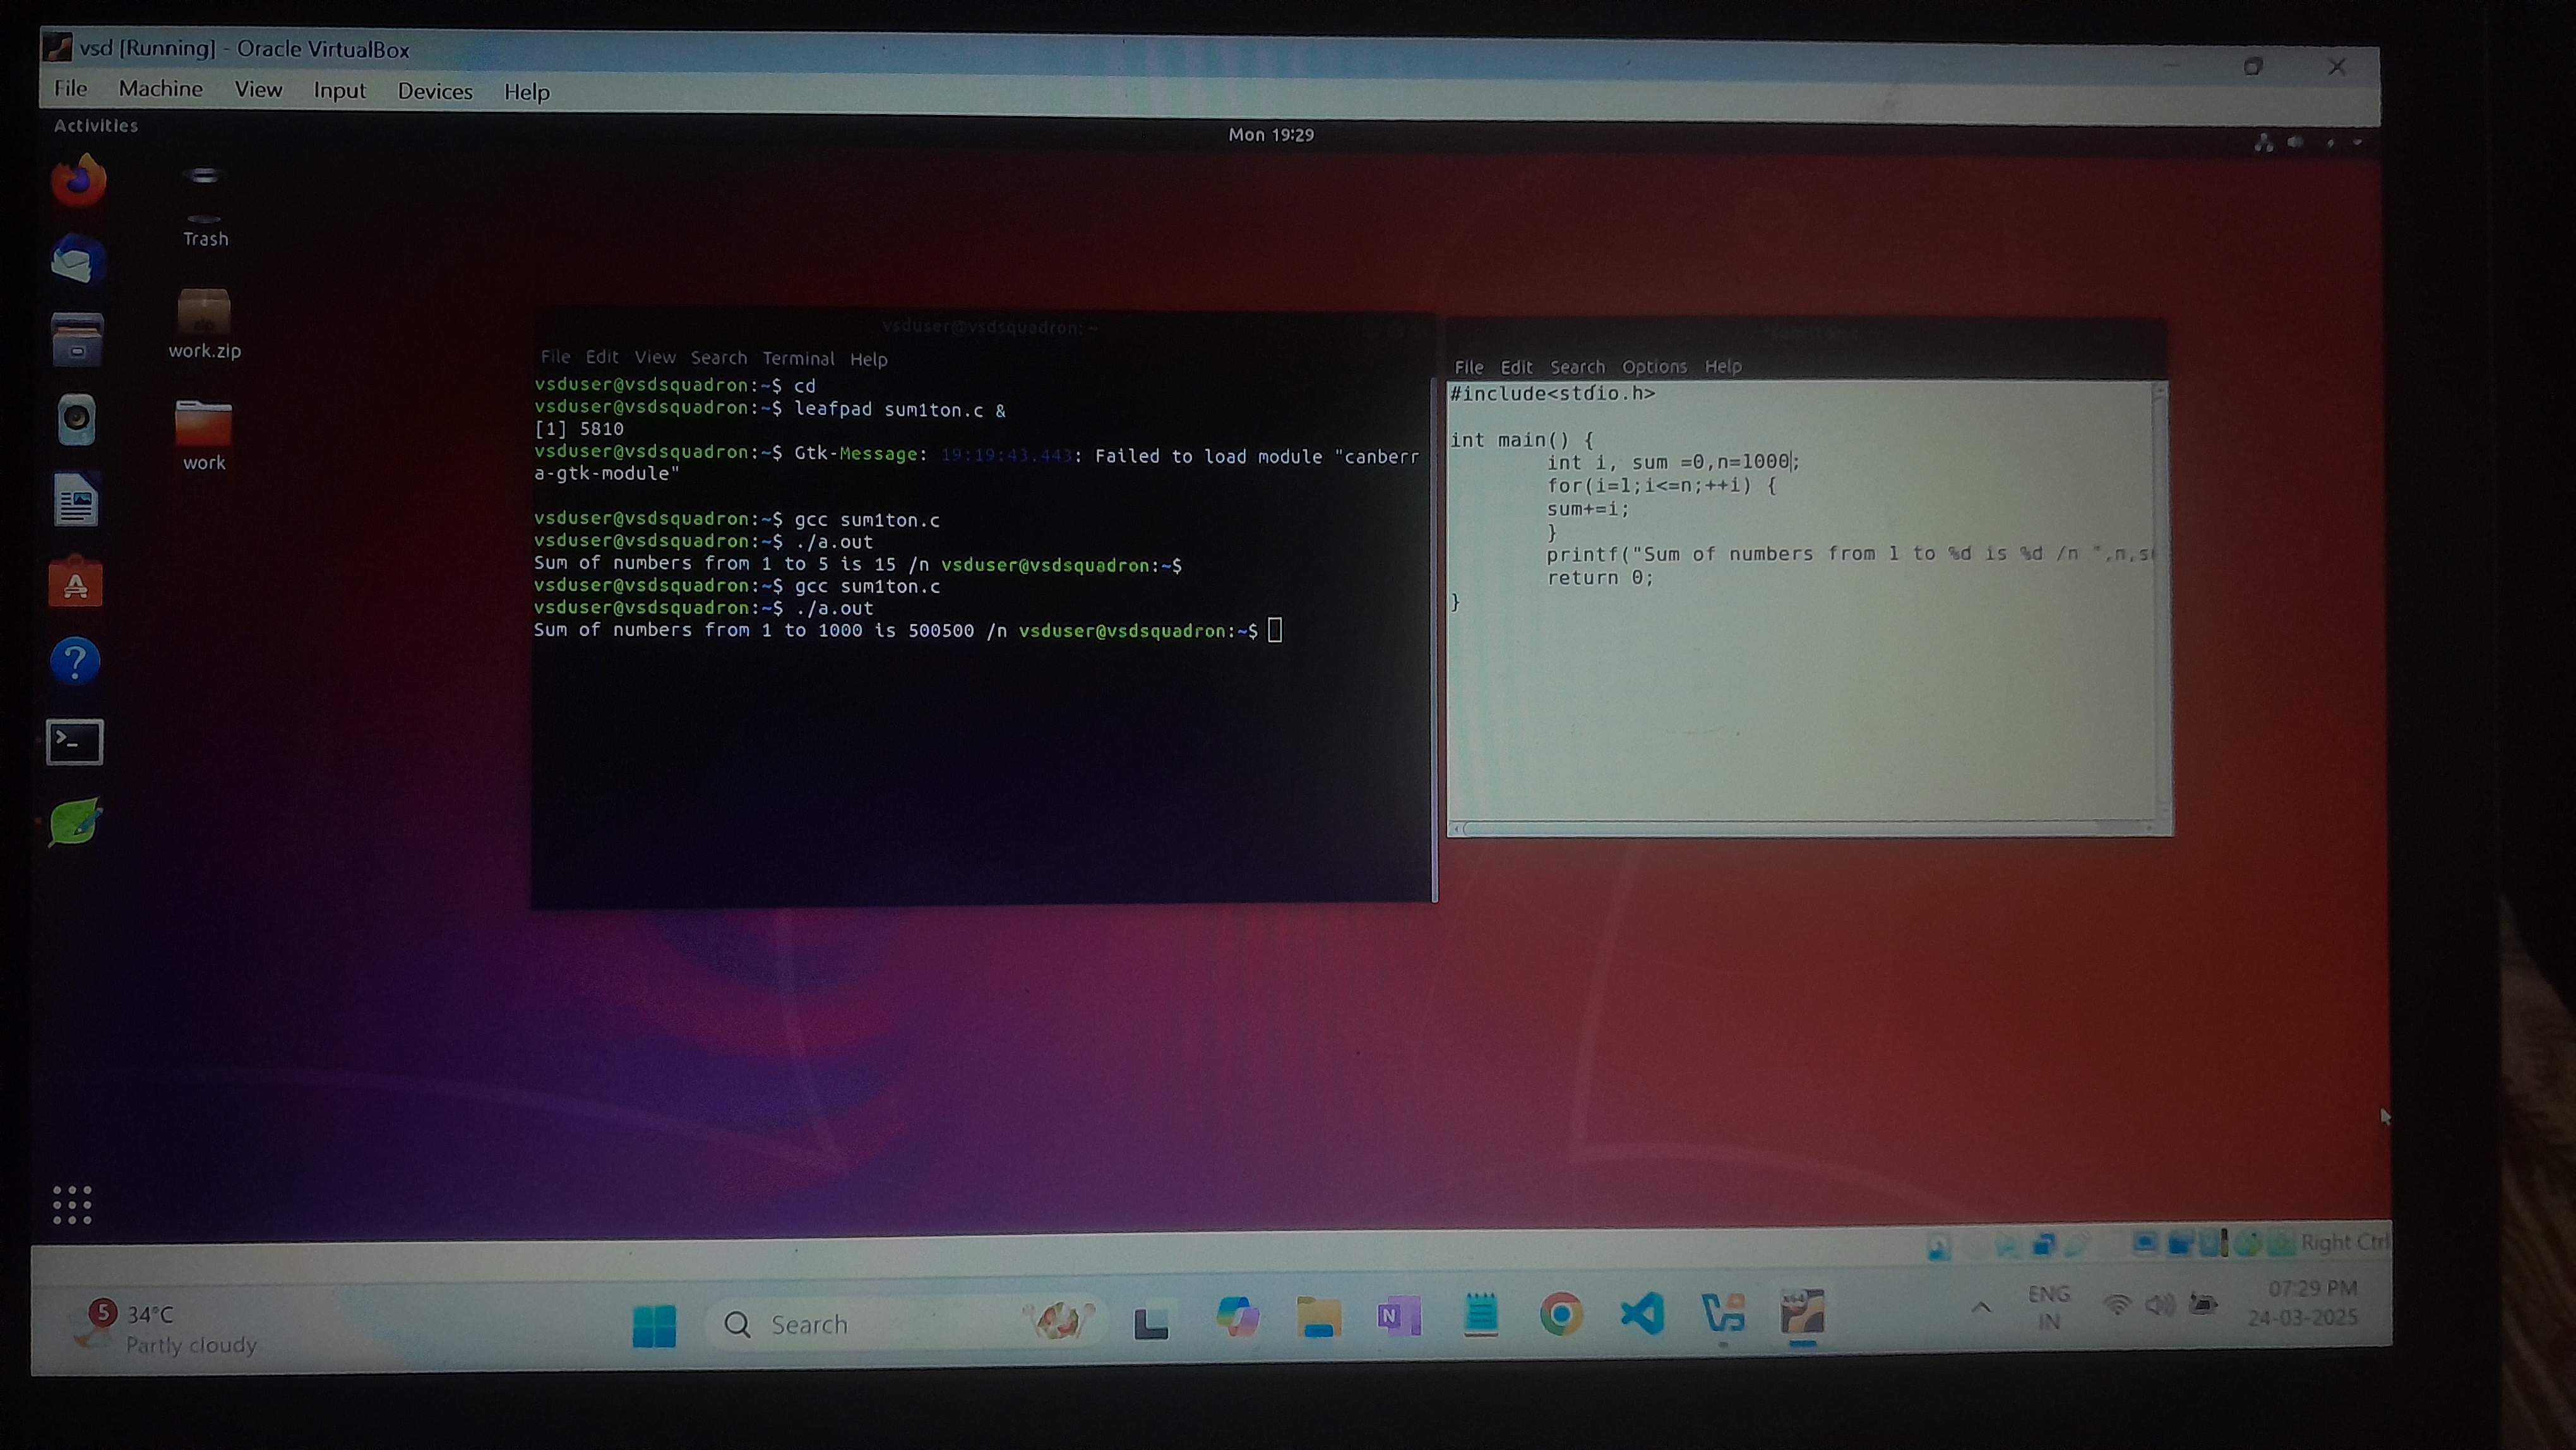 vsd [Running] - Oracle VirtualBox
File Machine View Input Devices Help
Activities
Mon 19:29
Trash
zip
work.zip
work
vsduser@vsdsquadron: ~
File Edit View Search Terminal Help
vsduser@vsdsquadron:~$ cd
vsduser@vsdsquadron:~$ leafpad sum1ton.c &
[1] 5810
vsduser@vsdsquadron:~$ Gtk-Message: 19:19:43.443: Failed to load module "canberr
a-gtk-module"
vsduser@vsdsquadron:~$ gcc sum1ton.c
vsduser@vsdsquadron:~$ ./a.out
Sum of numbers from 1 to 5 is 15 /n vsduser@vsdsquadron:~$
vsduser@vsdsquadron:~$ gcc sum1ton.c
vsduser@vsdsquadron:~$ ./a.out
Sum of numbers from 1 to 1000 is 500500 /n vsduser@vsdsquadron:~$
File Edit Search Options Help
#include<stdio.h>
int main() {
int i, sum =0,n=1000;
for(i=1;i<=n;++i) {
sum+=i;
}
printf("Sum of numbers from 1 to %d is %d /n ",n,s
return 0;
}
Right Ctrl
5
34°C
Partly cloudy
Search
N
ENG
IN
07:29 PM
24-03-2025